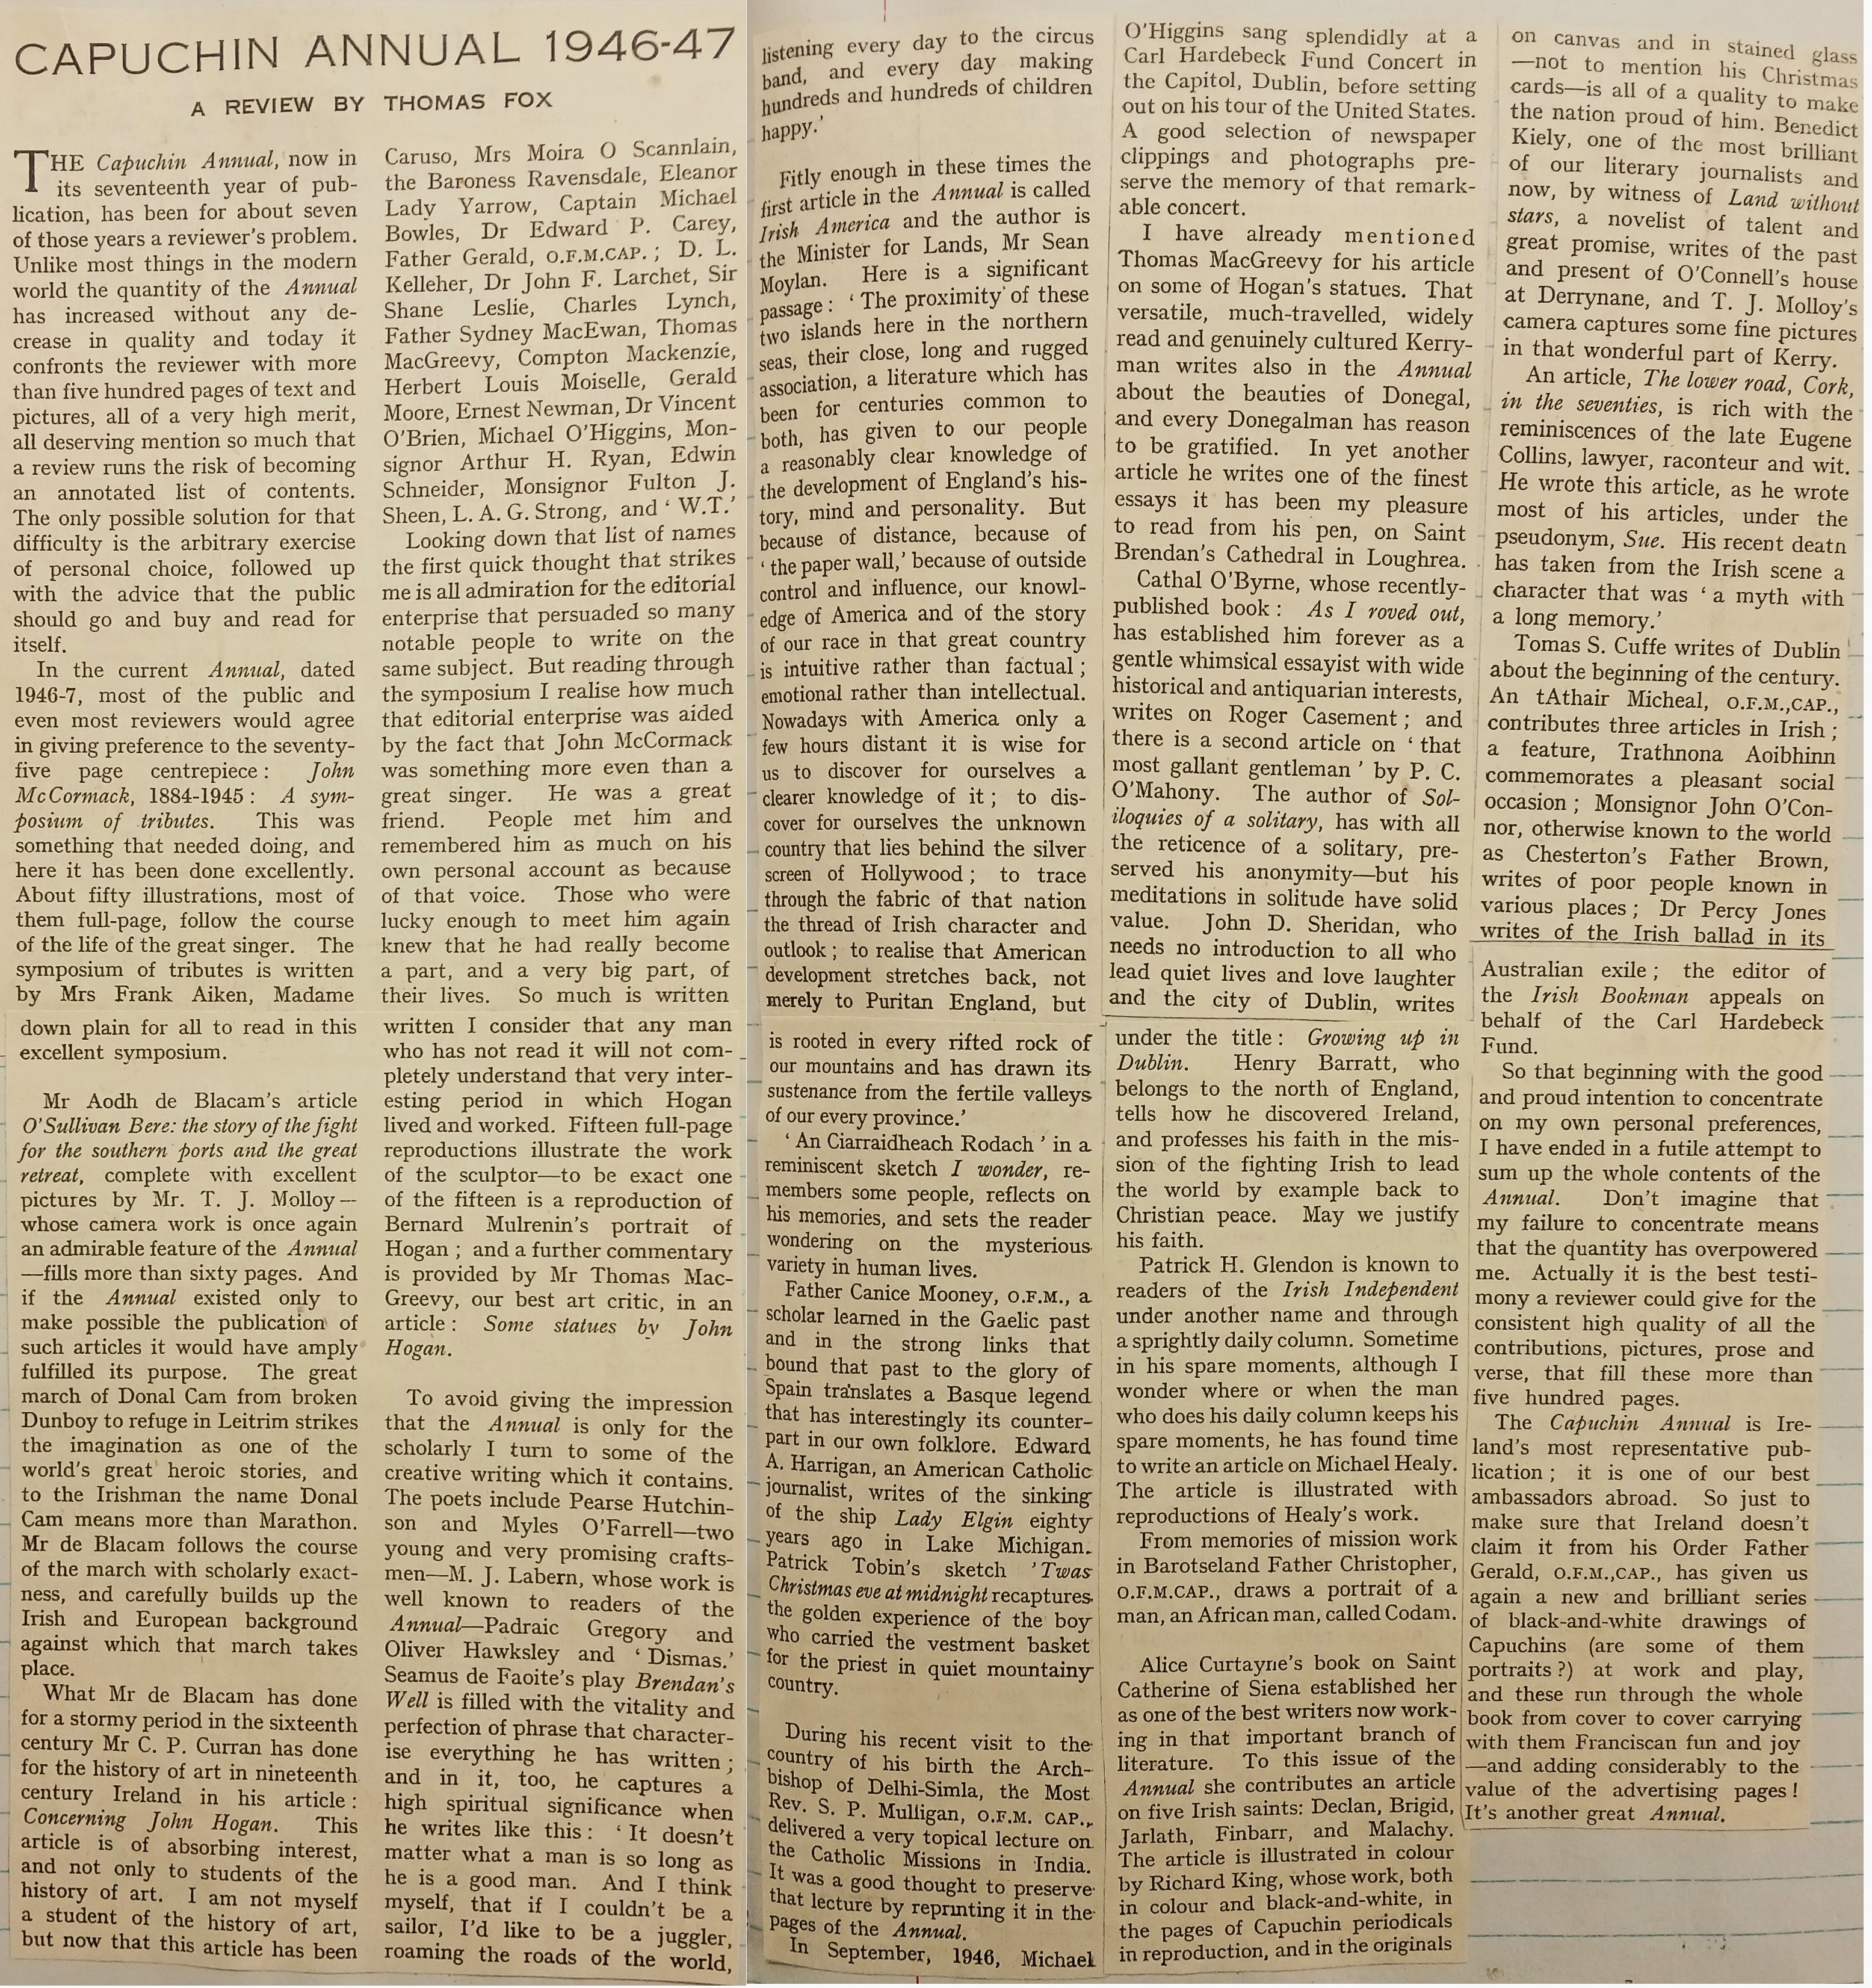 CAPUCHIN ANNUAL 1946-47
A REVIEW BY THOMAS FOX
THE Capuchin Annual, now in
its seventeenth year of pub-
lication, has been for about seven
of those years a reviewer's problem.
Unlike most things in the modern
world the quantity of the Annual
has increased without any de-
crease in quality and today it
confronts the reviewer with more
than five hundred pages of text and
pictures, all of a very high merit,
all deserving mention so much that
a review runs the risk of becoming
an annotated list of contents.
The only possible solution for that
difficulty is the arbitrary exercise
of personal choice, followed up
with the advice that the public
should go and buy and read for
itself.
In the current Annual, dated
1946-7, most of the public and
even most reviewers would agree
in giving preference to the seventy-
five page centrepiece: John
McCormack, 1884-1945: A sym-
posium of tributes. This was
something that needed doing, and
here it has been done excellently.
About fifty illustrations, most of
them full-page, follow the course
of the life of the great singer. The
symposium of tributes is written
by Mrs Frank Aiken, Madame
Caruso, Mrs Moira O Scannlain,
the Baroness Ravensdale, Eleanor
Lady Yarrow, Captain Michael
Bowles, Dr Edward P. Carey,
Father Gerald, O.F.M.CAP.; D. L.
Kelleher, Dr John F. Larchet, Sir
Shane Leslie, Charles Lynch,
Father Sydney MacEwan, Thomas
MacGreevy, Compton Mackenzie,
Herbert Louis Moiselle, Gerald
Moore, Ernest Newman, Dr Vincent
O'Brien, Michael O'Higgins, Mon-
signor Arthur H. Ryan, Edwin
Schneider, Monsignor Fulton J.
Sheen, L. A. G. Strong, and ' W.T.'
Looking down that list of names
the first quick thought that strikes
me is all admiration for the editorial
enterprise that persuaded so many
notable people to write on the
same subject. But reading through
the symposium I realise how much
that editorial enterprise was aided
by the fact that John McCormack
was something more even than a
great singer. He was a great
friend. People met him and
remembered him as much on his
own personal account as because
of that voice. Those who were
lucky enough to meet him again
knew that he had really become
a part, and a very big part, of
their lives. So much is written
down plain for all to read in this
excellent symposium.
Mr Aodh de Blacam's article
O'Sullivan Bere: the story of the fight
for the southern ports and the great
retreat, complete with excellent
pictures by Mr. T. J. Molloy—
whose camera work is once again
an admirable feature of the Annual
—fills more than sixty pages. And
if the Annual existed only to
make possible the publication of
such articles it would have amply
fulfilled its purpose. The great
march of Donal Cam from broken
Dunboy to refuge in Leitrim strikes
the imagination as one of the
world's great heroic stories, and
to the Irishman the name Donal
Cam means more than Marathon.
Mr de Blacam follows the course
of the march with scholarly exact-
ness, and carefully builds up the
Irish and European background
against which that march takes
place.
What Mr de Blacam has done
for a stormy period in the sixteenth
century Mr C. P. Curran has done
for the history of art in nineteenth
century Ireland in his article:
Concerning John Hogan. This
article is of absorbing interest,
and not only to students of the
history of art. I am not myself
a student of the history of art,
but now that this article has been
written I consider that any man
who has not read it will not com-
pletely understand that very inter-
esting period in which Hogan
lived and worked. Fifteen full-page
reproductions illustrate the work
of the sculptor—to be exact one
of the fifteen is a reproduction of
Bernard Mulrenin's portrait of
Hogan; and a further commentary
is provided by Mr Thomas Mac-
Greevy, our best art critic, in an
article: Some statues by John
Hogan.
To avoid giving the impression
that the Annual is only for the
scholarly I turn to some of the
creative writing which it contains.
The poets include Pearse Hutchin-
son and Myles O'Farrell—two
young and very promising crafts-
men—M. J. Labern, whose work is
well known to readers of the
Annual—Padraic Gregory and
Oliver Hawksley and ' Dismas.'
Seamus de Faoite's play Brendan's
Well is filled with the vitality and
perfection of phrase that character-
ise everything he has written;
and in it, too, he captures a
high spiritual significance when
he writes like this: ' It doesn't
matter what a man is so long as
he is a good man. And I think
myself, that if I couldn't be a
sailor, I'd like to be a juggler,
roaming the roads of the world,
listening every day to the circus
band, and every day making
hundreds and hundreds of children
happy.'
Fitly enough in these times the
first article in the Annual is called
Irish America and the author is
the Minister for Lands, Mr Sean
Moylan. Here is a significant
passage: ' The proximity of these
two islands here in the northern
seas, their close, long and rugged
association, a literature which has
been for centuries common to
both, has given to our people
a reasonably clear knowledge of
the development of England's his-
tory, mind and personality. But
because of distance, because of
' the paper wall,' because of outside
control and influence, our knowl-
edge of America and of the story
of our race in that great country
is intuitive rather than factual;
emotional rather than intellectual.
Nowadays with America only a
few hours distant it is wise for
us to discover for ourselves a
clearer knowledge of it; to dis-
cover for ourselves the unknown
country that lies behind the silver
screen of Hollywood; to trace
through the fabric of that nation
the thread of Irish character and
outlook; to realise that American
development stretches back, not
merely to Puritan England, but
is rooted in every rifted rock of
our mountains and has drawn its
sustenance from the fertile valleys
of our every province.'
' An Ciarraidheach Rodach ' in a
reminiscent sketch I wonder, re-
members some people, reflects on
his memories, and sets the reader
wondering on the mysterious
variety in human lives.
Father Canice Mooney, O.F.M., a
scholar learned in the Gaelic past
and in the strong links that
bound that past to the glory of
Spain translates a Basque legend
that has interestingly its counter-
part in our own folklore. Edward
A. Harrigan, an American Catholic
journalist, writes of the sinking
of the ship Lady Elgin eighty
years ago in Lake Michigan.
Patrick Tobin's sketch 'Twas
Christmas eve at midnight recaptures
the golden experience of the boy
who carried the vestment basket
for the priest in quiet mountainy
country.
During his recent visit to the
country of his birth the Arch-
bishop of Delhi-Simla, the Most
Rev. S. P. Mulligan, O.F.M. CAP.,
delivered a very topical lecture on
the Catholic Missions in India.
It was a good thought to preserve
that lecture by reprinting it in the
pages of the Annual.
In September, 1946, Michael
O'Higgins sang splendidly at a
Carl Hardebeck Fund Concert in
the Capitol, Dublin, before setting
out on his tour of the United States.
A good selection of newspaper
clippings and photographs pre-
serve the memory of that remark-
able concert.
I have already mentioned
Thomas MacGreevy for his article
on some of Hogan's statues. That
versatile, much-travelled, widely
read and genuinely cultured Kerry-
man writes also in the Annual
about the beauties of Donegal,
and every Donegalman has reason
to be gratified. In yet another
article he writes one of the finest
essays it has been my pleasure
to read from his pen, on Saint
Brendan's Cathedral in Loughrea.
Cathal O'Byrne, whose recently-
published book: As I roved out,
has established him forever as a
gentle whimsical essayist with wide
historical and antiquarian interests,
writes on Roger Casement; and
there is a second article on ' that
most gallant gentleman ' by P. C.
O'Mahony. The author of Sol-
iloquies of a solitary, has with all
the reticence of a solitary, pre-
served his anonymity—but his
meditations in solitude have solid
value. John D. Sheridan, who
needs no introduction to all who
lead quiet lives and love laughter
and the city of Dublin, writes
under the title: Growing up in
Dublin. Henry Barratt, who
belongs to the north of England,
tells how he discovered Ireland,
and professes his faith in the mis-
sion of the fighting Irish to lead
the world by example back to
Christian peace. May we justify
his faith.
Patrick H. Glendon is known to
readers of the Irish Independent
under another name and through
a sprightly daily column. Sometime
in his spare moments, although I
wonder where or when the man
who does his daily column keeps his
spare moments, he has found time
to write an article on Michael Healy.
The article is illustrated with
reproductions of Healy's work.
From memories of mission work
in Barotseland Father Christopher,
O.F.M.CAP., draws a portrait of a
man, an African man, called Codam.
Alice Curtayne's book on Saint
Catherine of Siena established her
as one of the best writers now work-
ing in that important branch of
literature. To this issue of the
Annual she contributes an article
on five Irish saints: Declan, Brigid,
Jarlath, Finbarr, and Malachy.
The article is illustrated in colour
by Richard King, whose work, both
in colour and black-and-white, in
the pages of Capuchin periodicals
in reproduction, and in the originals
on canvas and in stained glass
—not to mention his Christmas
cards—is all of a quality to make
the nation proud of him. Benedict
Kiely, one of the most brilliant
of our literary journalists and
now, by witness of Land without
stars, a novelist of talent and
great promise, writes of the past
and present of O'Connell's house
at Derrynane, and T. J. Molloy's
camera captures some fine pictures
in that wonderful part of Kerry.
An article, The lower road, Cork,
in the seventies, is rich with the
reminiscences of the late Eugene
Collins, lawyer, raconteur and wit.
He wrote this article, as he wrote
most of his articles, under the
pseudonym, Sue. His recent death
has taken from the Irish scene a
character that was ' a myth with
a long memory.'
Tomas S. Cuffe writes of Dublin
about the beginning of the century.
An tAthair Micheal, O.F.M.,CAP.,
contributes three articles in Irish;
a feature, Trathnona Aoibhinn
commemorates a pleasant social
occasion; Monsignor John O'Con-
nor, otherwise known to the world
as Chesterton's Father Brown,
writes of poor people known in
various places; Dr Percy Jones
writes of the Irish ballad in its
Australian exile; the editor of
the Irish Bookman appeals on
behalf of the Carl Hardebeck
Fund.
So that beginning with the good
and proud intention to concentrate
on my own personal preferences,
I have ended in a futile attempt to
sum up the whole contents of the
Annual. Don't imagine that
my failure to concentrate means
that the quantity has overpowered
me. Actually it is the best testi-
mony a reviewer could give for the
consistent high quality of all the
contributions, pictures, prose and
verse, that fill these more than
five hundred pages.
The Capuchin Annual is Ire-
land's most representative pub-
lication; it is one of our best
ambassadors abroad. So just to
make sure that Ireland doesn't
claim it from his Order Father
Gerald, O.F.M.,CAP., has given us
again a new and brilliant series
of black-and-white drawings of
Capuchins (are some of them
portraits?) at work and play,
and these run through the whole
book from cover to cover carrying
with them Franciscan fun and joy
—and adding considerably to the
value of the advertising pages!
It's another great Annual.